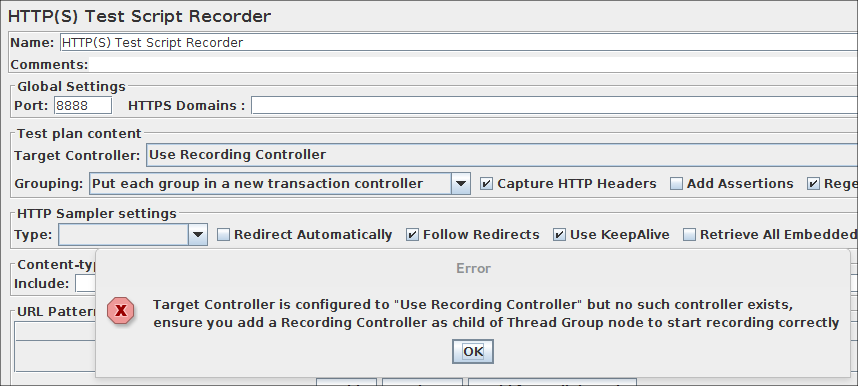 HTTP(S) Test Script Recorder
Name: HTTP(S) Test Script Recorder
Comments:
Global Settings
Port: 8888 HTTPS Domains :
Test plan content
Target Controller: Use Recording Controller
Grouping: Put each group in a new transaction controller Capture HTTP Headers Add Assertions Rege
HTTP Sampler settings
Type: Redirect Automatically Follow Redirects Use KeepAlive Retrieve All Embedded
Content-typ
Include:
URL Pattern
Error
X
Target Controller is configured to "Use Recording Controller" but no such controller exists,
ensure you add a Recording Controller as child of Thread Group node to start recording correctly
OK